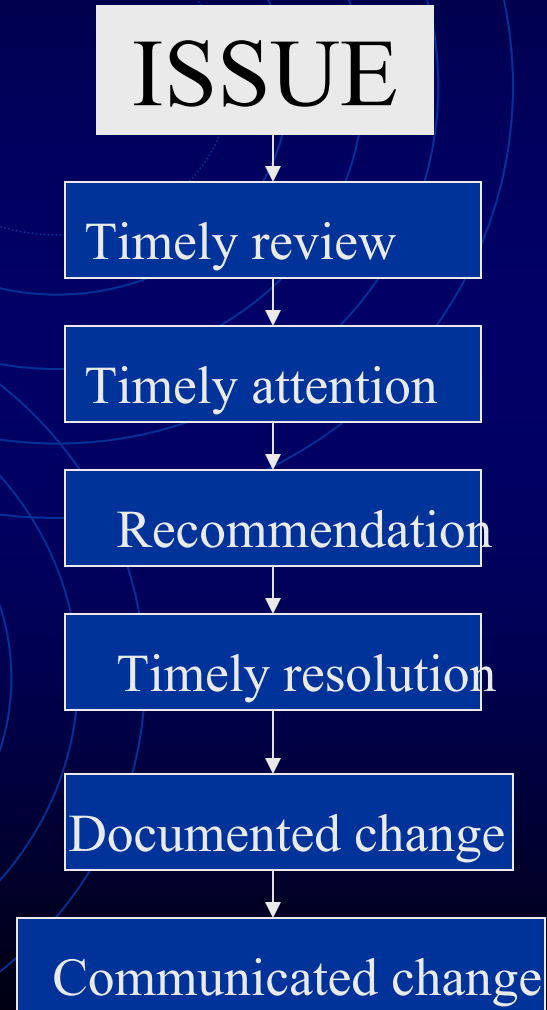 ISSUE
Timely review
Timely attention
Recommendation
Timely resolution
Documented change
Communicated change